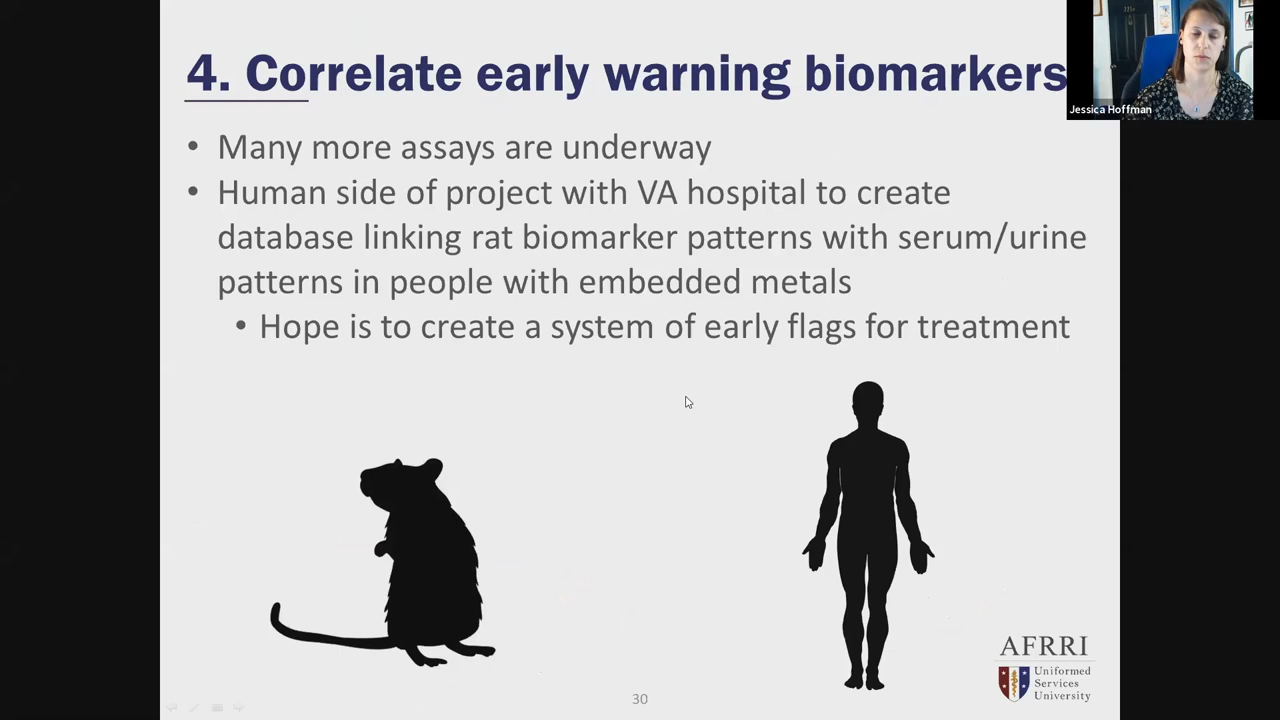 4. Correlate early warning biomarkers
Jessica Hoffman
• Many more assays are underway
• Human side of project with VA hospital to create
database linking rat biomarker patterns with serum/urine
patterns in people with embedded metals
• Hope is to create a system of early flags for treatment
AFRRI
Uniformed
Services
University
30